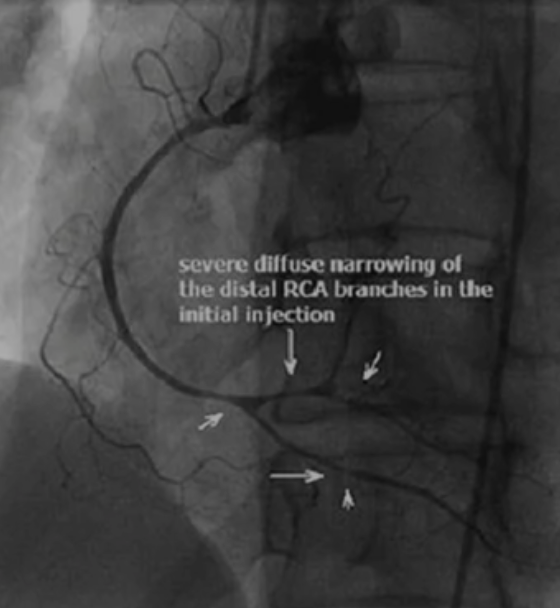 severe diffuse narrowing of
the distal RCA branches in the
initial injection